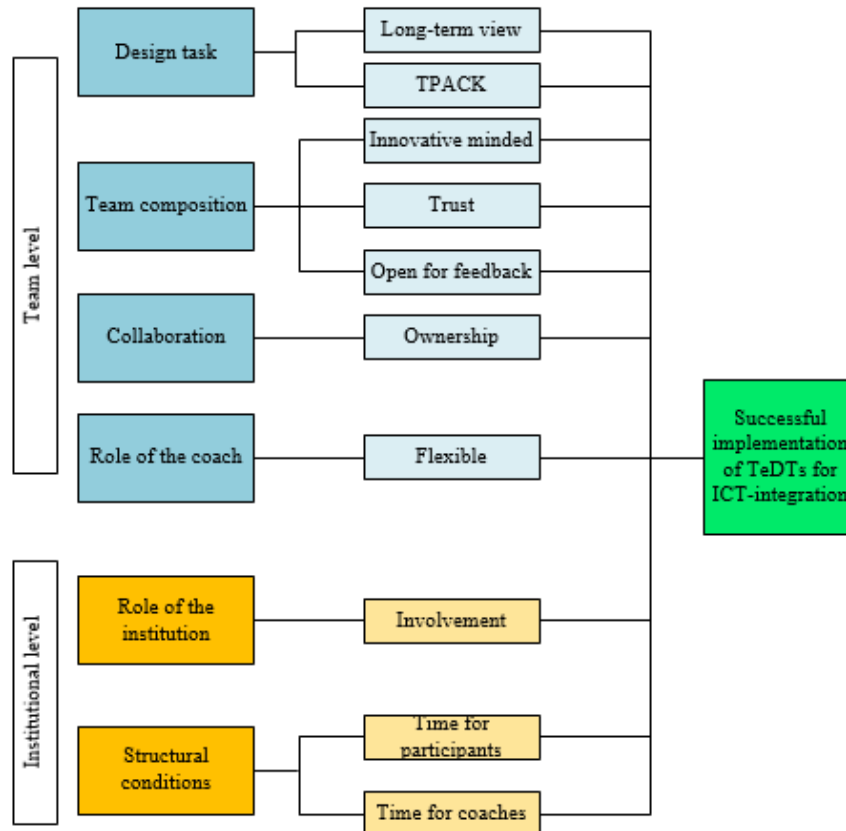 Team level
Design task
Long-term view
TPACK
Team composition
Innovative minded
Trust
Open for feedback
Collaboration
Ownership
Role of the coach
Flexible
Institutional level
Role of the
institution
Involvement
Structural
conditions
Time for
participants
Time for coaches
Successful
implementation
of TeDTs for
ICT-integration